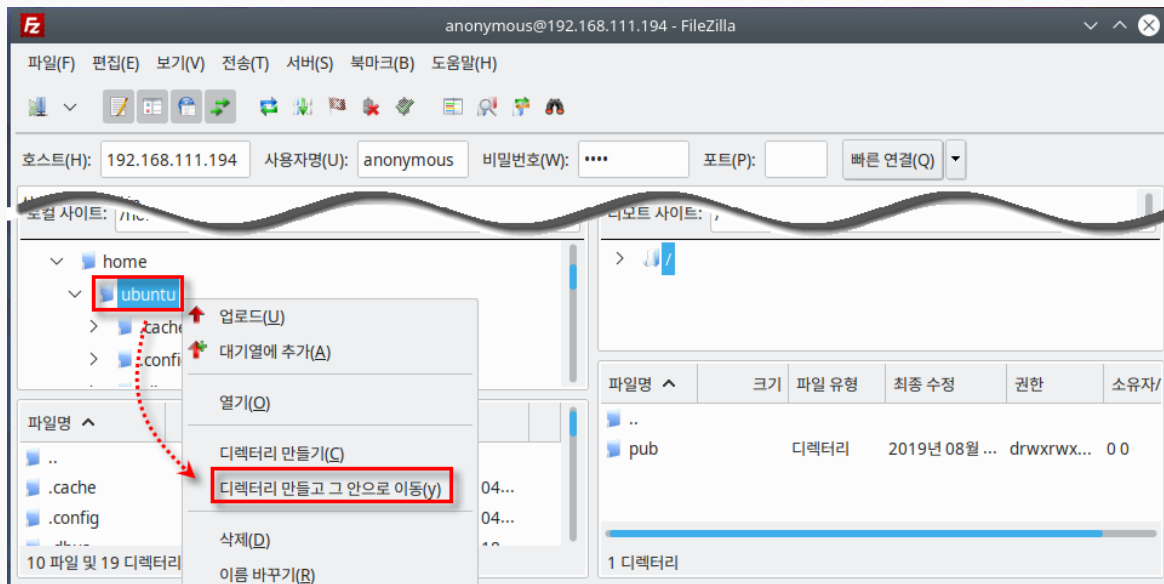 Fz anonymous@192.168.111.194 - FileZilla
파일(F) 편집(E) 보기(V) 전송(T) 서버(S) 북마크(B) 도움말(H)
호스트(H): 192.168.111.194 사용자명(U): anonymous 비밀번호(W): •••• 포트(P): 빠른 연결(Q)
로컬 사이트: 리모트 사이트: /
home
ubuntu
.cache
.confi
/
업로드(U)
대기열에 추가(A)
열기(O)
디렉터리 만들기(C)
디렉터리 만들고 그 안으로 이동(y)
삭제(D)
이름 바꾸기(R)
파일명
..
.cache 04...
.config 04...
10 파일 및 19 디렉터리
파일명 크기 파일 유형 최종 수정 권한 소유자/
..
pub 디렉터리 2019년 08월 ... drwxrwx... 0 0
1 디렉터리